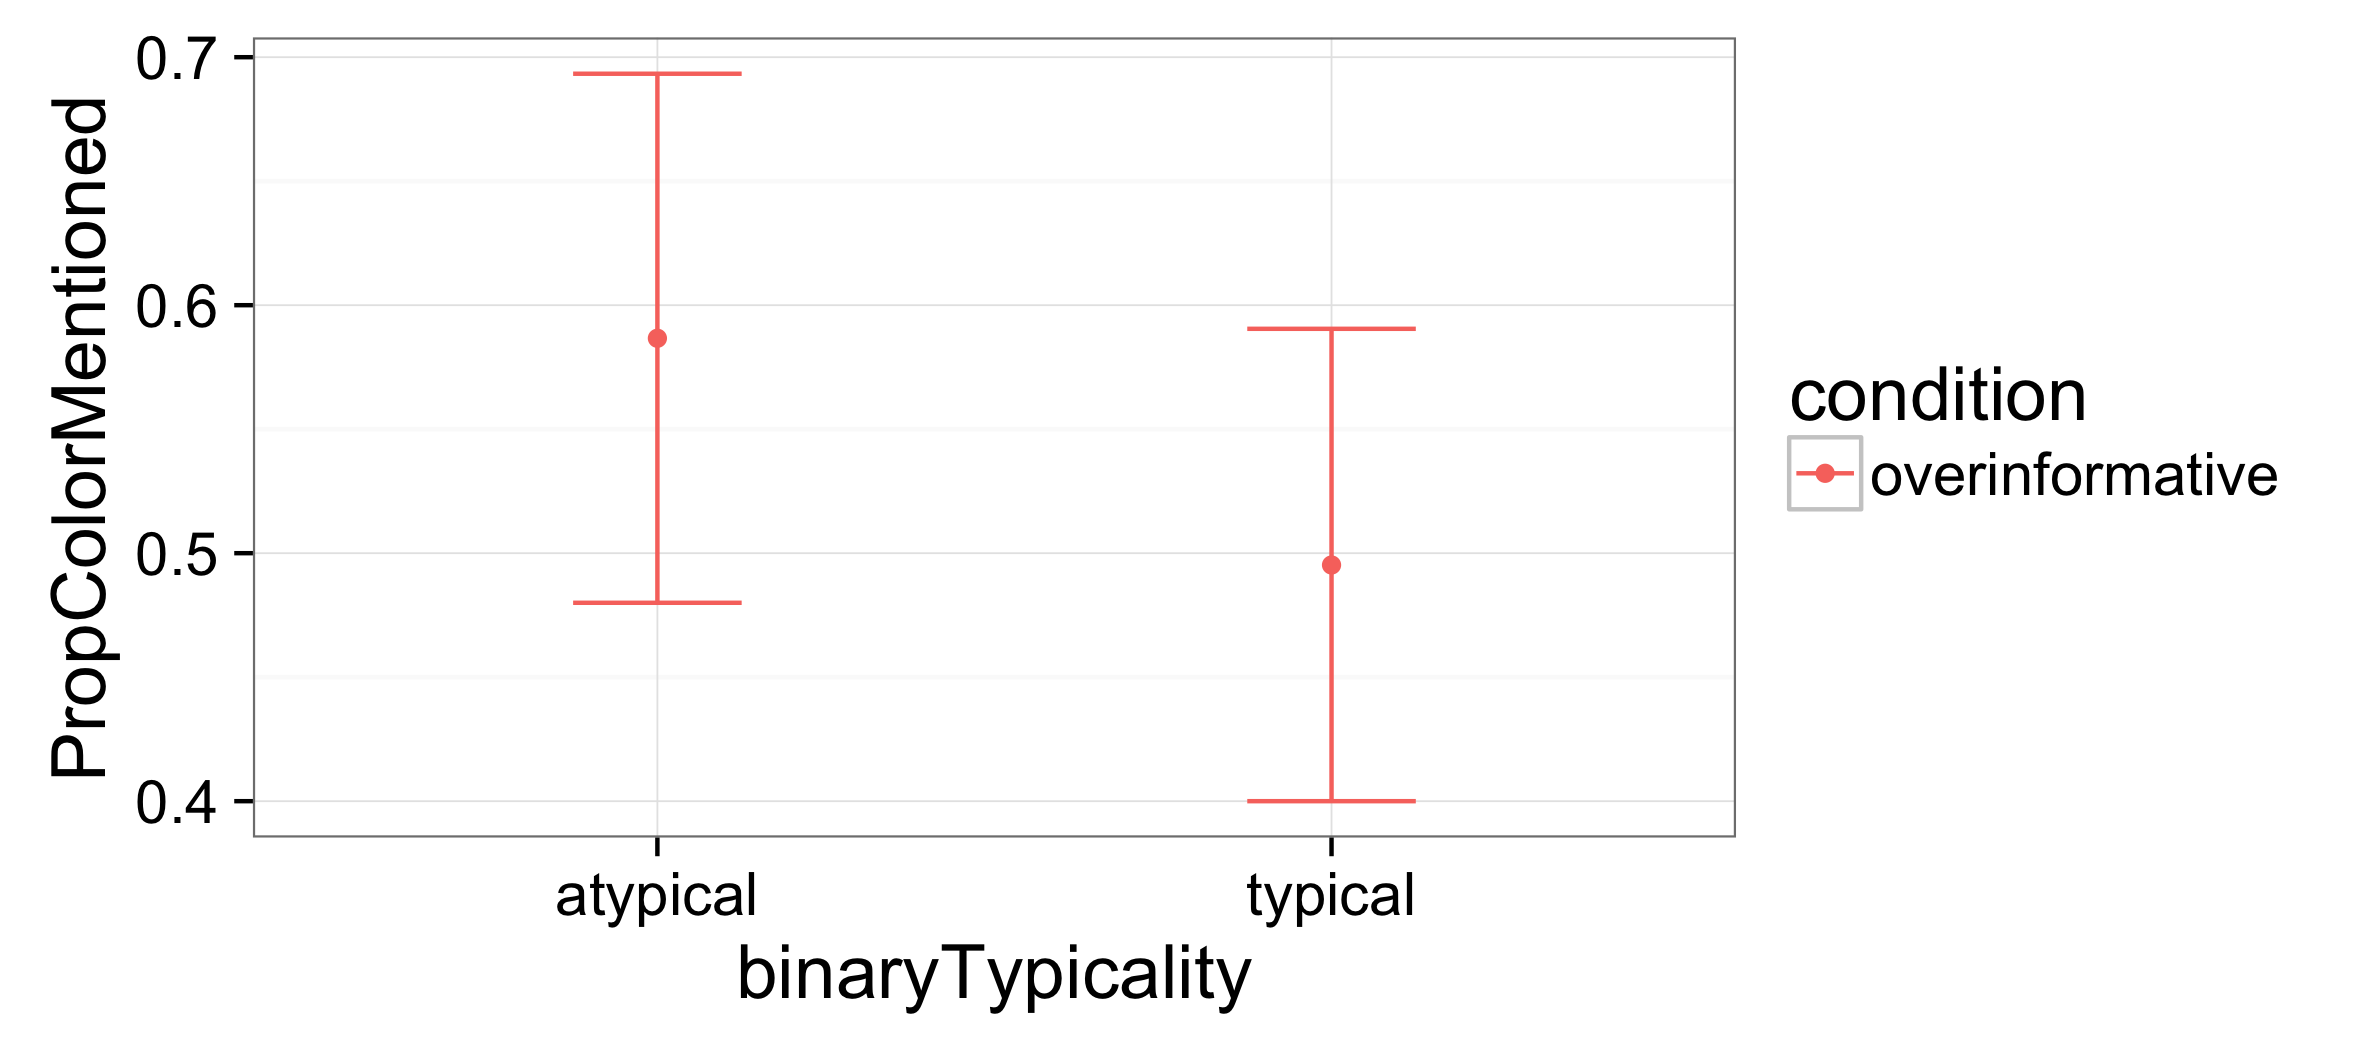 PropColorMentioned
0.7
0.6
0.5
0.4
atypical
typical
binaryTypicality
condition
overinformative